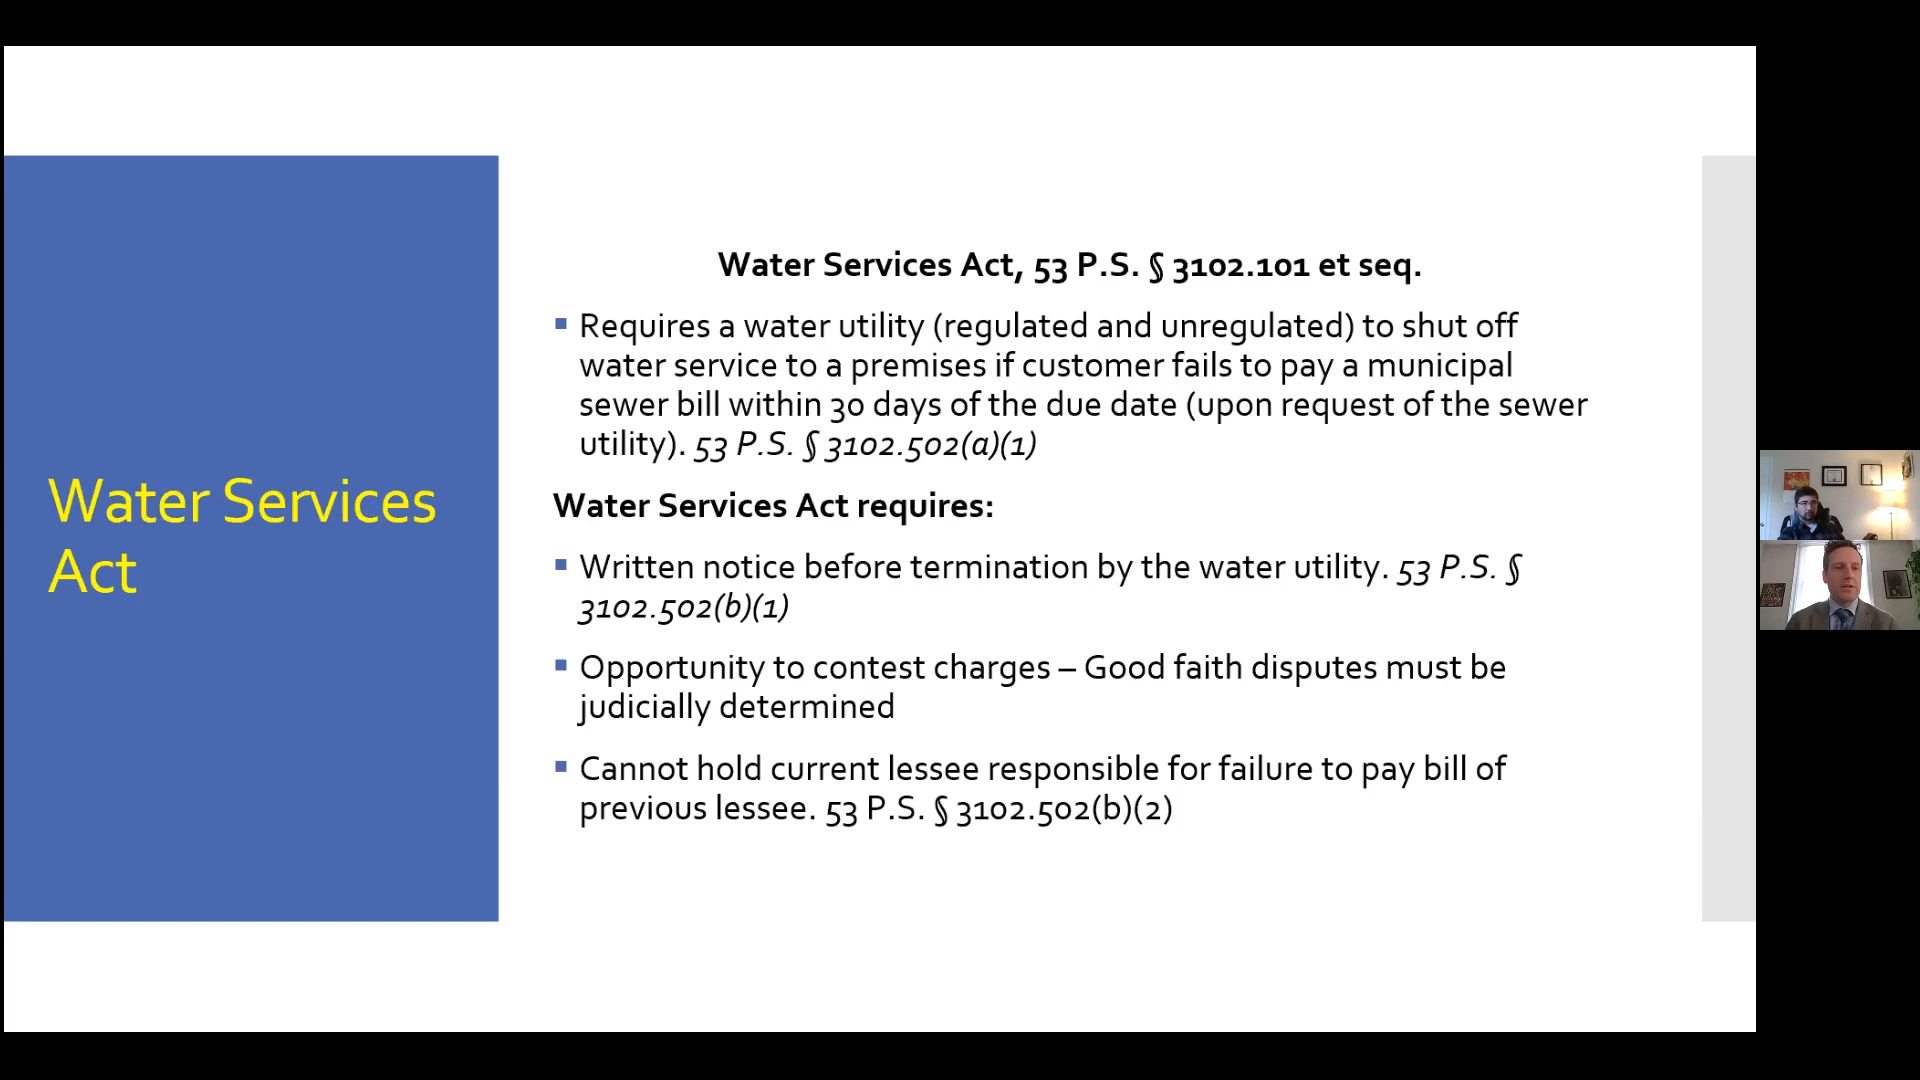 Water Services
Act
Water Services Act, 53 P.S. § 3102.101 et seq.
▪ Requires a water utility (regulated and unregulated) to shut off
water service to a premises if customer fails to pay a municipal
sewer bill within 30 days of the due date (upon request of the sewer
utility). 53 P.S. § 3102.502(a)(1)
Water Services Act requires:
▪ Written notice before termination by the water utility. 53 P.S. §
3102.502(b)(1)
▪ Opportunity to contest charges – Good faith disputes must be
judicially determined
▪ Cannot hold current lessee responsible for failure to pay bill of
previous lessee. 53 P.S. § 3102.502(b)(2)